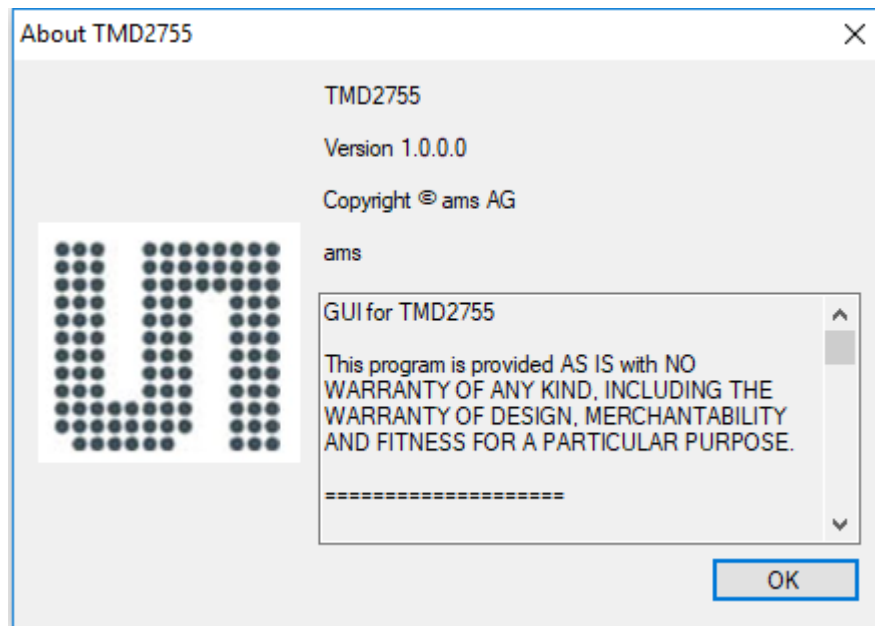 About TMD2755
TMD2755
Version 1.0.0.0
Copyright © ams AG
ams
GUI for TMD2755
This program is provided AS IS with NO
WARRANTY OF ANY KIND, INCLUDING THE
WARRANTY OF DESIGN, MERCHANTABILITY
AND FITNESS FOR A PARTICULAR PURPOSE.
====================
OK